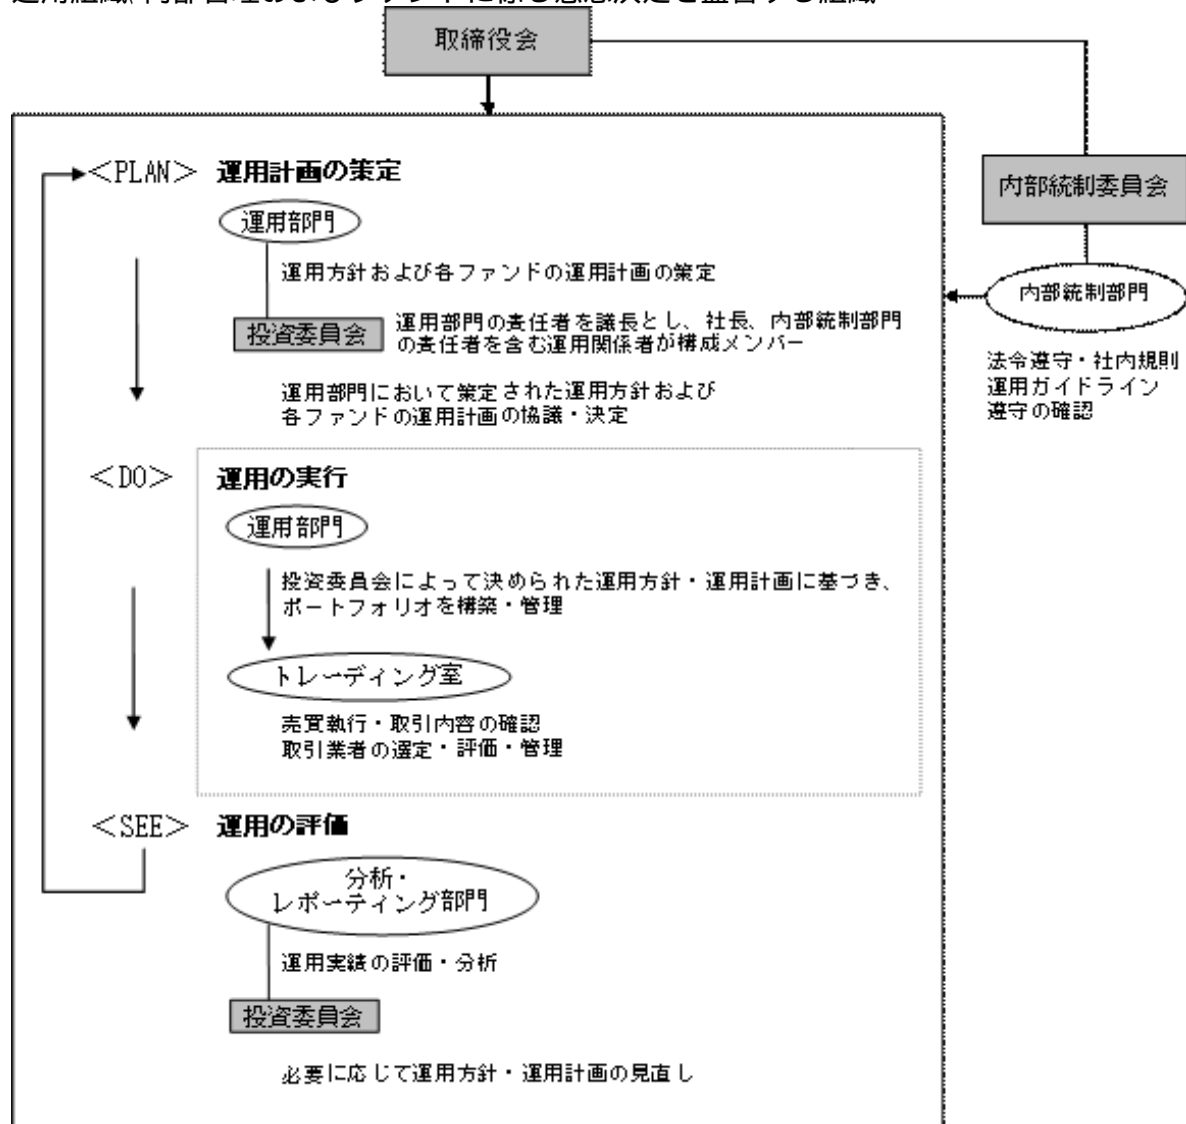 取締役会
内部統制委員会
内部統制部門
法令遵守・社内規則
運用ガイドライン
遵守の確認
<PLAN> 運用計画の策定
運用部門
運用方針および各ファンドの運用計画の策定
投資委員会
運用部門の責任者を議長とし、社長、内部統制部門
の責任者を含む運用関係者が構成メンバー
運用部門において策定された運用方針および
各ファンドの運用計画の協議・決定
<DO> 運用の実行
運用部門
投資委員会によって決められた運用方針・運用計画に基づき、
ポートフォリオを構築・管理
トレーディング室
売買執行・取引内容の確認
取引業者の選定・評価・管理
<SEE> 運用の評価
分析・
レポーティング部門
運用実績の評価・分析
投資委員会
必要に応じて運用方針・運用計画の見直し